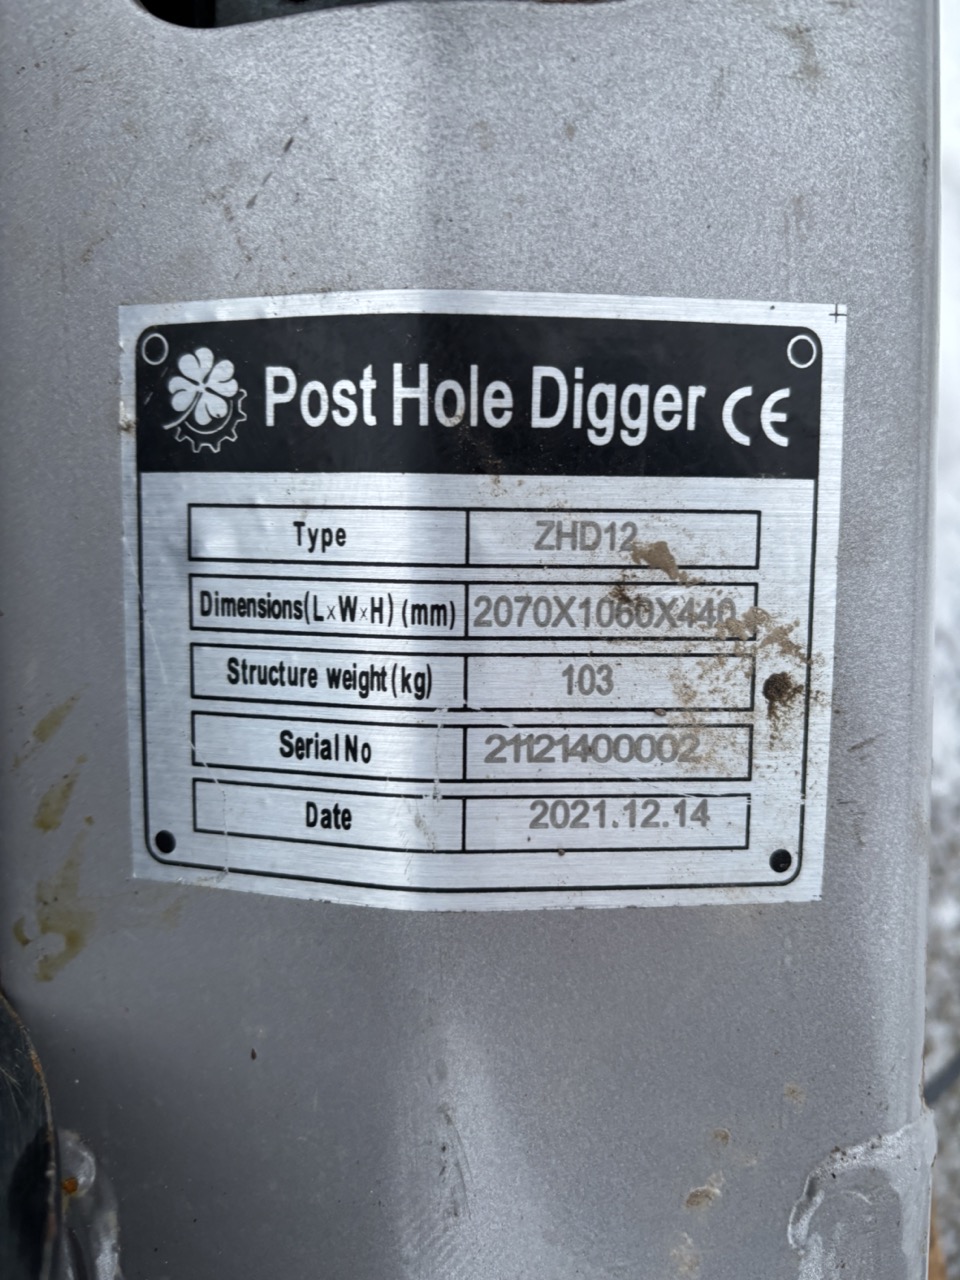 Post Hole Digger CE
Type ZHD12
Dimensions(LxWxH) (mm) 2070X1060X440
Structure weight(kg) 103
Serial No 21121400002
Date 2021.12.14